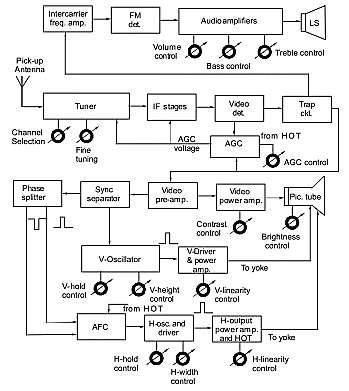 Intercarrier
freq. amp.
FM
det.
Audioamplifiers
LS
Volume
control
Bass control
Treble control
Pick-up
Antenna
Tuner
IF stages
Video
det.
Trap
ckt.
Channel
Selection
Fine
tuning
AGC
voltage
AGC
from HOT
AGC control
Phase
splitter
Sync
separator
Video
pre-amp.
Video
power amp.
Pic. tube
Contrast
control
Brightness
control
V-Oscillator
V-Driver
& power
amp.
To yoke
V-hold
control
V-height
control
V-linearity
control
from HOT
AFC
H-osc. and
driver
H-output
power amp.
and HOT
To yoke
H-hold
control
H-width
control
H-linearity
control